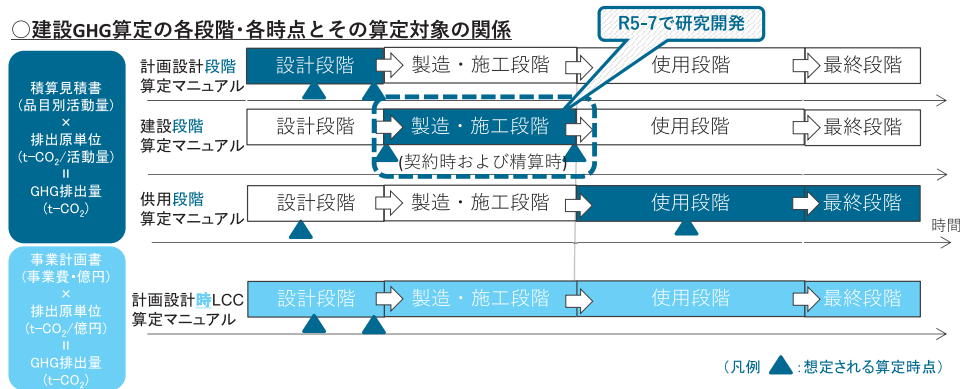 ○建設GHG算定の各段階・各時点とその算定対象の関係
R5-7で研究開発
積算見積書
(品目別活動量)
×
排出原単位
(t-CO₂/活動量)
=
GHG排出量
(t-CO₂)
計画設計段階
算定マニュアル
設計段階
製造・施工段階
使用段階
最終段階
建設段階
算定マニュアル
設計段階
製造・施工段階
使用段階
最終段階
(契約時および精算時)
供用段階
算定マニュアル
設計段階
製造・施工段階
使用段階
最終段階
時間
事業計画書
(事業費・億円)
×
排出原単位
(t-CO₂/億円)
=
GHG排出量
(t-CO₂)
計画設計時LCC
算定マニュアル
設計段階
製造・施工段階
使用段階
最終段階
(凡例 ▲:想定される算定時点)